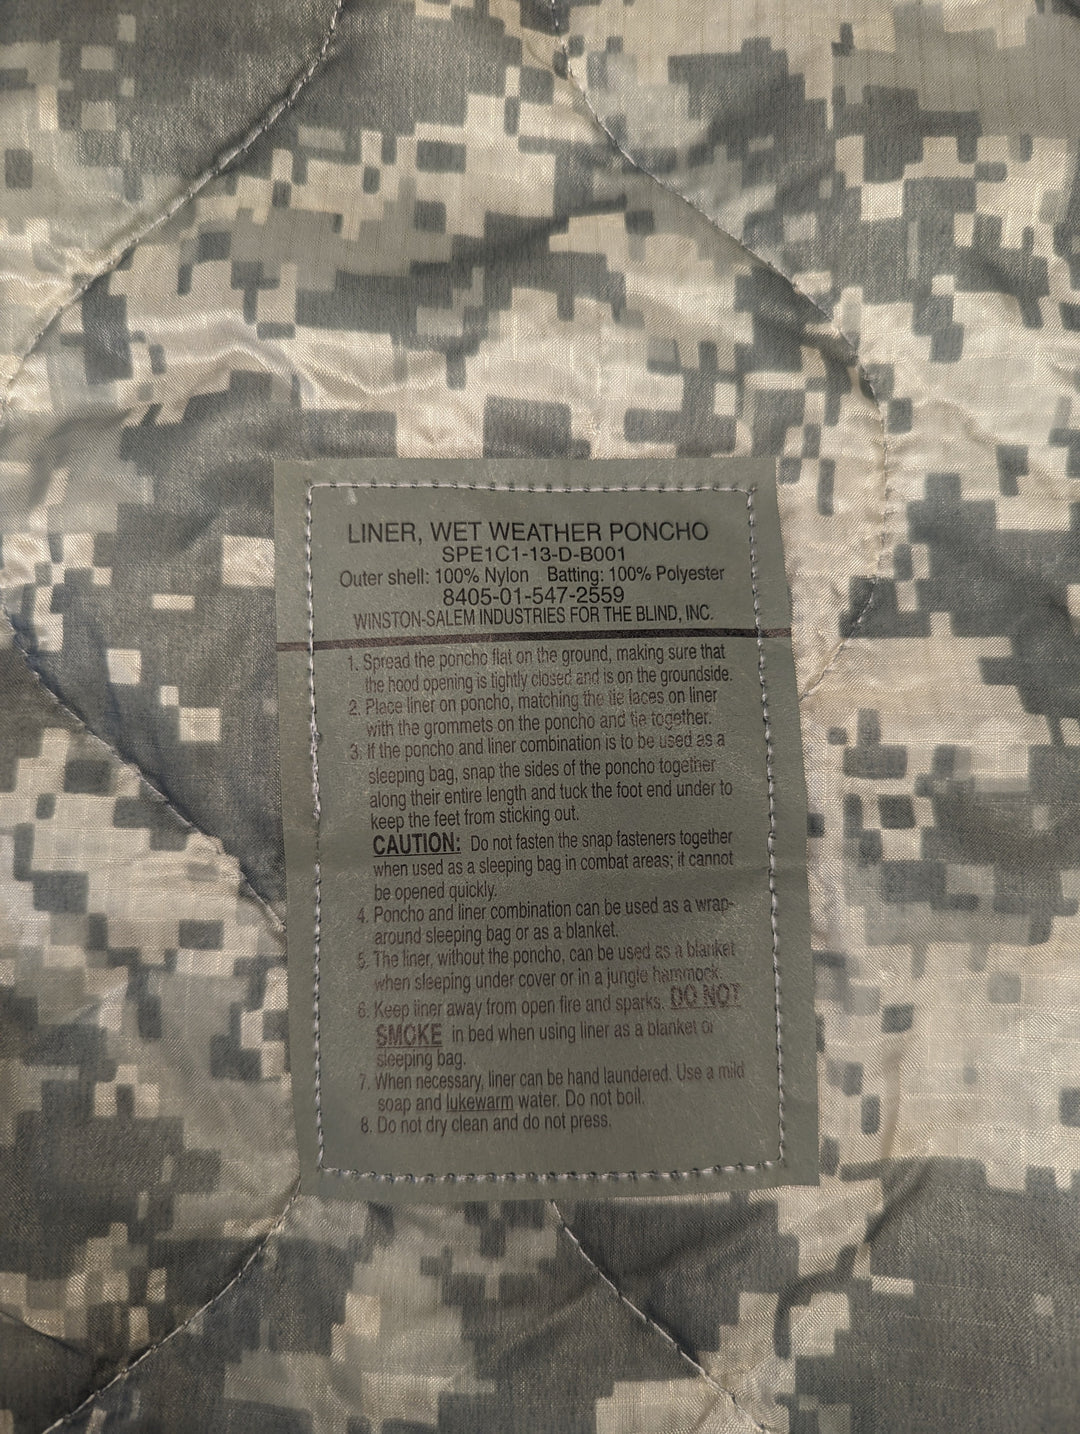 LINER, WET WEATHER PONCHO
SPE1C1-13-D-B001
Outer shell: 100% Nylon Batting: 100% Polyester
8405-01-547-2559
WINSTON-SALEM INDUSTRIES FOR THE BLIND, INC.
1. Spread the poncho flat on the ground, making sure that
the hood opening is tightly closed and is on the groundside.
2. Place liner on poncho, matching the tie laces on liner
with the grommets on the poncho and tie together.
3. If the poncho and liner combination is to be used as a
sleeping bag, snap the sides of the poncho together
along their entire length and tuck the foot end under to
keep the feet from sticking out.
CAUTION: Do not fasten the snap fasteners together
when used as a sleeping bag in combat areas; it cannot
be opened quickly.
4. Poncho and liner combination can be used as a wrap-
around sleeping bag or as a blanket.
5. The liner, without the poncho, can be used as a blanket
when sleeping under cover or in a jungle hammock.
6. Keep liner away from open fire and sparks. DO NOT
SMOKE in bed when using liner as a blanket or
sleeping bag.
7. When necessary, liner can be hand laundered. Use a mild
soap and lukewarm water. Do not boil.
8. Do not dry clean and do not press.